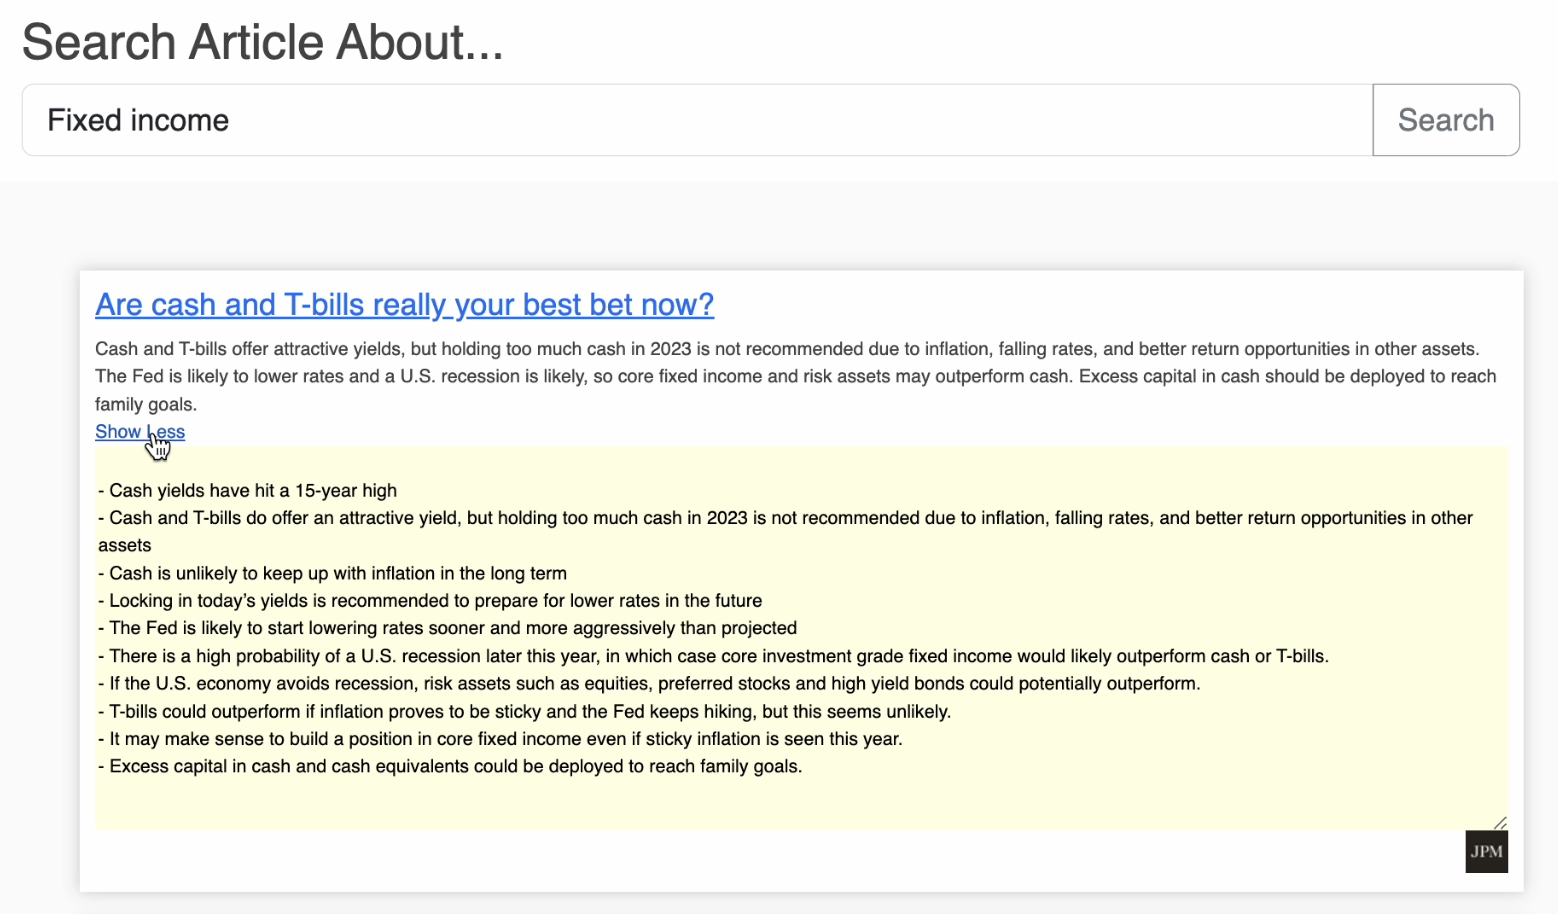 Search Article About...
Fixed income
Search
Are cash and T-bills really your best bet now?
Cash and T-bills offer attractive yields, but holding too much cash in 2023 is not recommended due to inflation, falling rates, and better return opportunities in other assets.
The Fed is likely to lower rates and a U.S. recession is likely, so core fixed income and risk assets may outperform cash. Excess capital in cash should be deployed to reach
family goals.
Show Less
- Cash yields have hit a 15-year high
- Cash and T-bills do offer an attractive yield, but holding too much cash in 2023 is not recommended due to inflation, falling rates, and better return opportunities in other
assets
- Cash is unlikely to keep up with inflation in the long term
- Locking in today’s yields is recommended to prepare for lower rates in the future
- The Fed is likely to start lowering rates sooner and more aggressively than projected
- There is a high probability of a U.S. recession later this year, in which case core investment grade fixed income would likely outperform cash or T-bills.
- If the U.S. economy avoids recession, risk assets such as equities, preferred stocks and high yield bonds could potentially outperform.
- T-bills could outperform if inflation proves to be sticky and the Fed keeps hiking, but this seems unlikely.
- It may make sense to build a position in core fixed income even if sticky inflation is seen this year.
- Excess capital in cash and cash equivalents could be deployed to reach family goals.
JPM